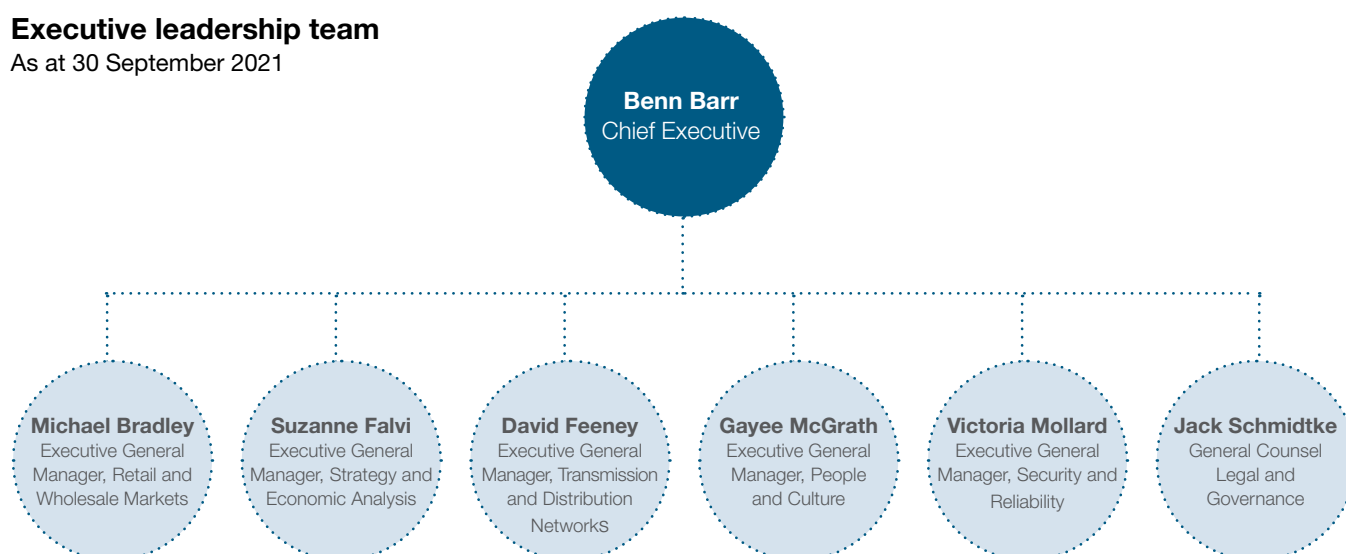 Executive leadership team
As at 30 September 2021
Benn Barr
Chief Executive
Michael Bradley
Executive General
Manager, Retail and
Wholesale Markets
Suzanne Falvi
Executive General
Manager, Strategy and
Economic Analysis
David Feeney
Executive General
Manager, Transmission
and Distribution
Networks
Gayee McGrath
Executive General
Manager, People
and Culture
Victoria Mollard
Executive General
Manager, Security and
Reliability
Jack Schmidtke
General Counsel
Legal and
Governance